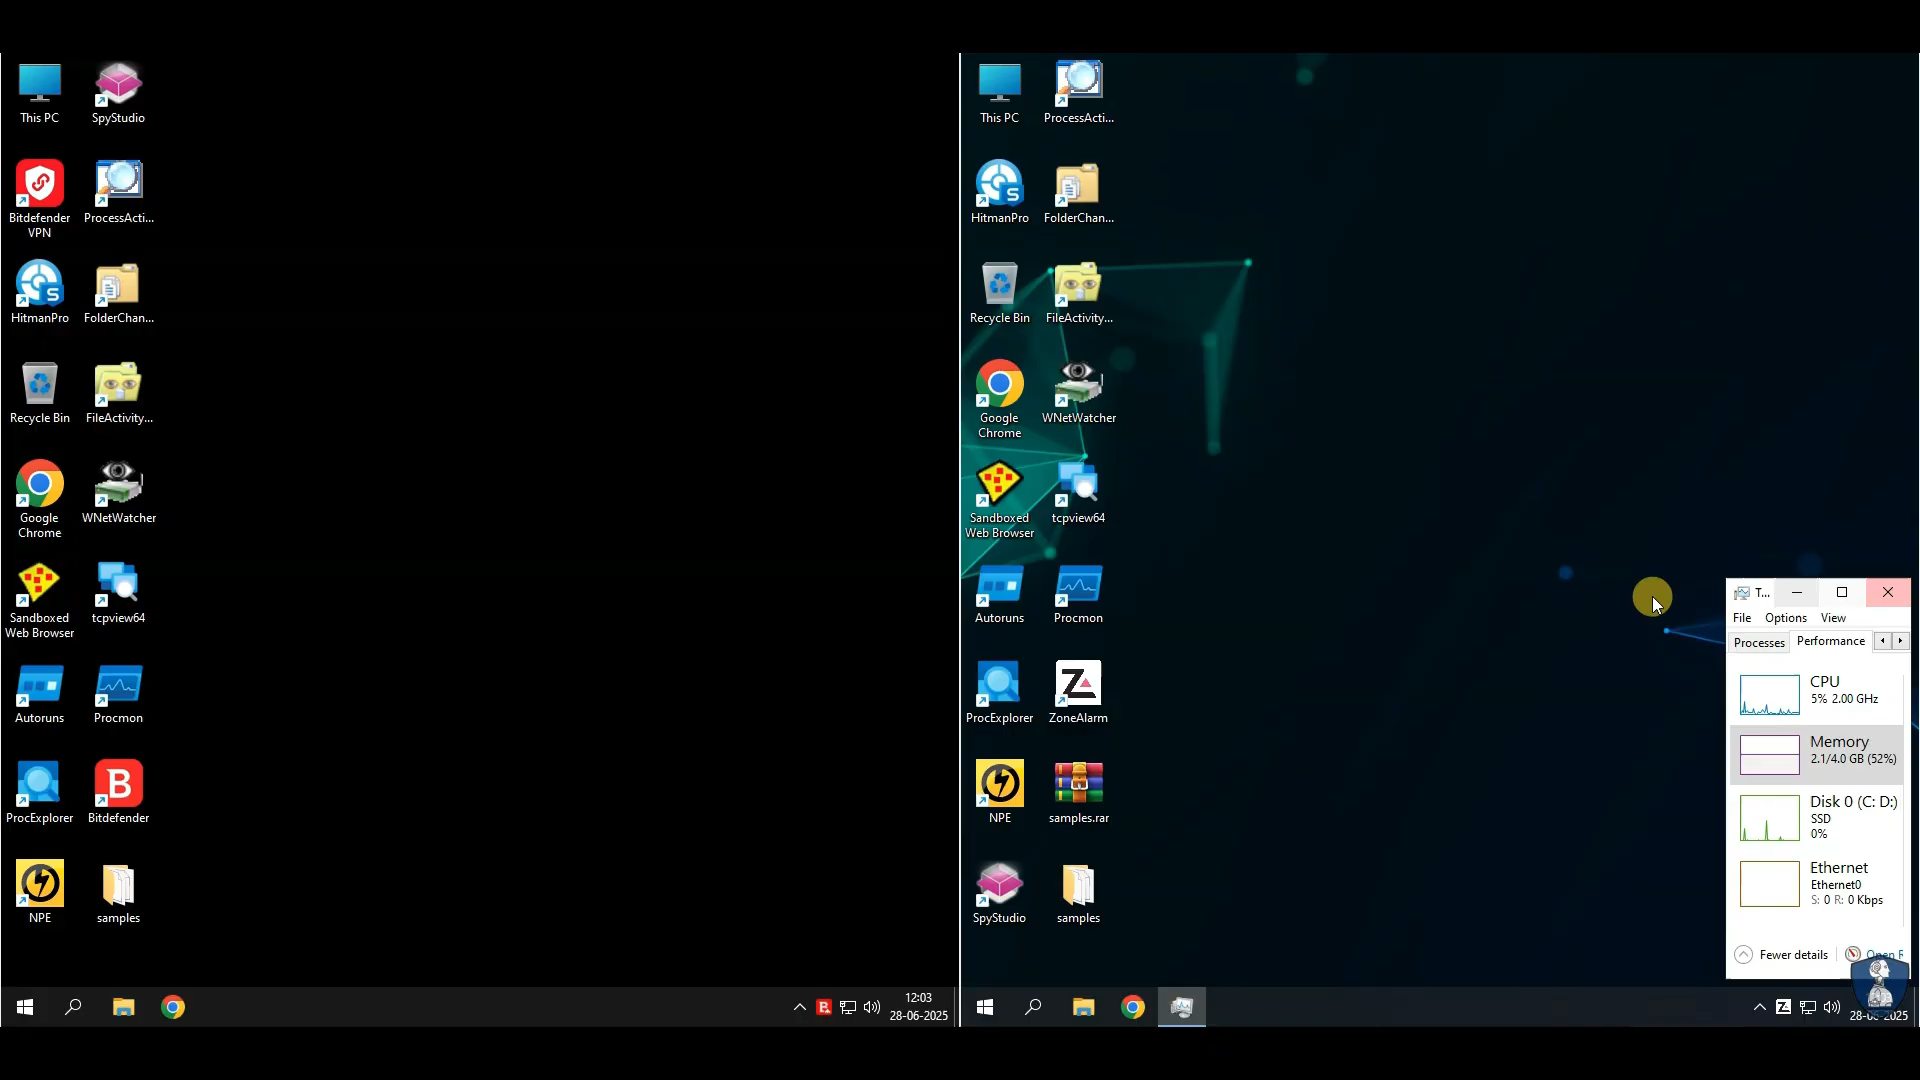 This PC
SpyStudio
Bitdefender
VPN
ProcessActi...
HitmanPro
FolderChan...
Recycle Bin
FileActivity...
Google
Chrome
WNetWatcher
Sandboxed
Web Browser
tcpview64
Autoruns
Procmon
ProcExplorer
Bitdefender
NPE
samples
12:03
28-06-2025
This PC
ProcessActi...
HitmanPro
FolderChan...
Recycle Bin
FileActivity...
Google
Chrome
WNetWatcher
Sandboxed
Web Browser
tcpview64
Autoruns
Procmon
ProcExplorer
ZoneAlarm
NPE
samples.rar
SpyStudio
samples
T...
File Options View
Processes Performance
CPU
5% 2.00 GHz
Memory
2.1/4.0 GB (52%)
Disk 0 (C: D:)
SSD
0%
Ethernet
Ethernet0
S: 0 R: 0 Kbps
Fewer details
28-06-2025